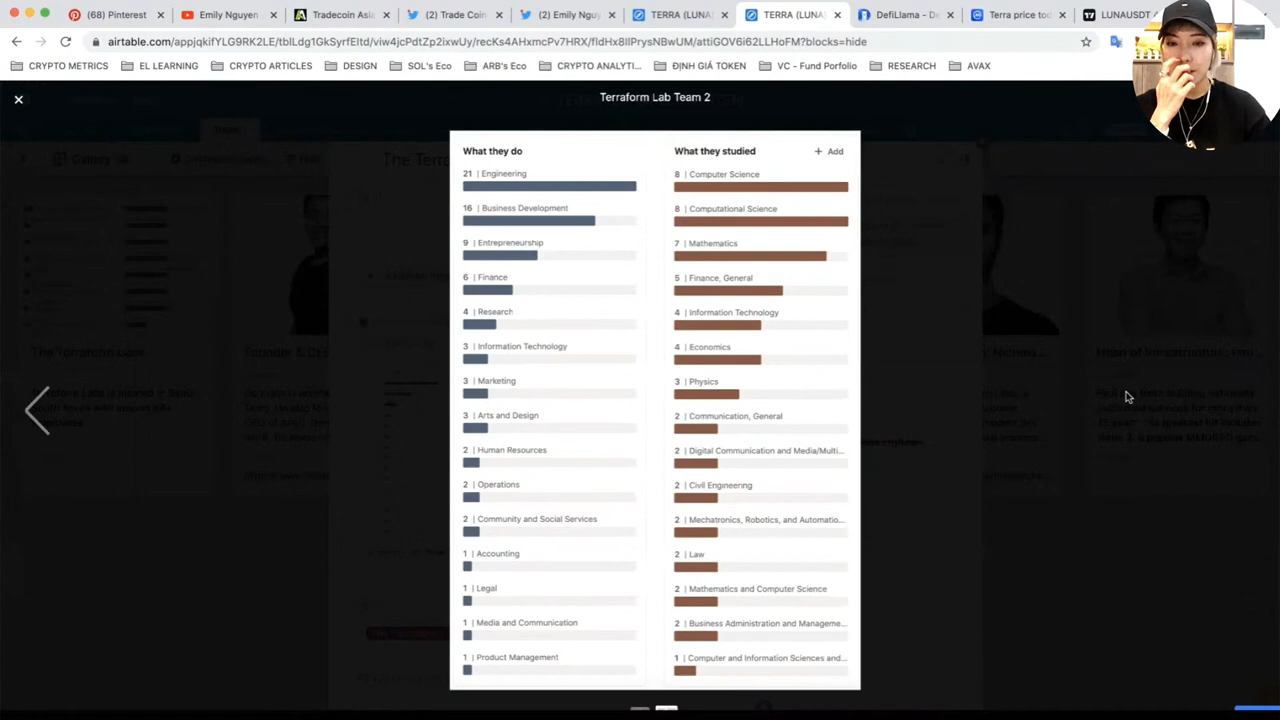 (68) Pinterest
Emily Nguyen
Tradecoin Asia
(2) Trade Coin
(2) Emily Nguy
TERRA (LUNA)
TERRA (LUNA)
DefiLlama - De
Terra price too
LUNAUSDT
airtable.com/appjqkifYLG9RK2LE/tblLdg1GkSyrfEltd/viw4jcPdtZpzxwUy/recKs4AHxmcFn7HRX/fldHx8IlPrysNBwUM/attiGOV6i62LLHoFM?blocks=hide
CRYPTO METRICS
EL LEARNING
CRYPTO ARTICLES
DESIGN
SOL's Eco
ARB's Eco
CRYPTO ANALYTI...
ĐỊNH GIÁ TOKEN
VC - Fund Porfolio
RESEARCH
AVAX
Terraform Lab Team 2
What they do
21 | Engineering
16 | Business Development
9 | Entrepreneurship
6 | Finance
4 | Research
3 | Information Technology
3 | Marketing
3 | Arts and Design
2 | Human Resources
2 | Operations
2 | Community and Social Services
1 | Accounting
1 | Legal
1 | Media and Communication
1 | Product Management
What they studied
+ Add
8 | Computer Science
8 | Computational Science
7 | Mathematics
5 | Finance, General
4 | Information Technology
4 | Economics
3 | Physics
2 | Communication, General
2 | Digital Communication and Media/Multi...
2 | Civil Engineering
2 | Mechatronics, Robotics, and Automatio...
2 | Law
2 | Mathematics and Computer Science
2 | Business Administration and Manageme...
1 | Computer and Information Sciences and...